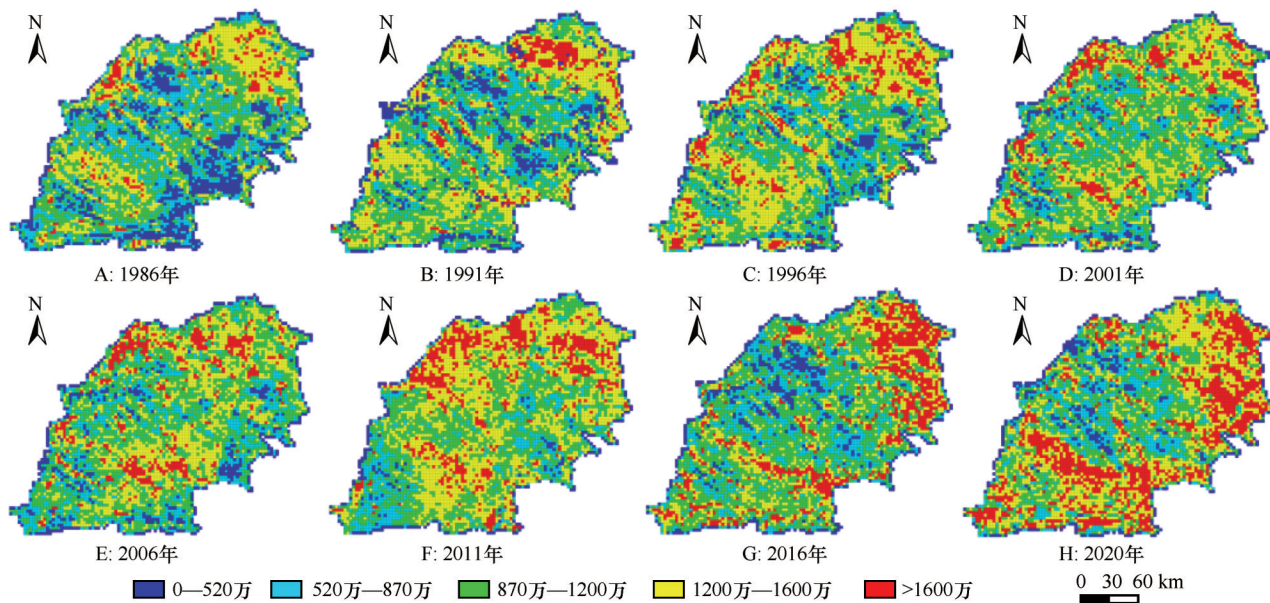 N N N N
A: 1986年 B: 1991年 C: 1996年 D: 2001年
N N N N
E: 2006年 F: 2011年 G: 2016年 H: 2020年
0—520万 520万—870万 870万—1200万 1200万—1600万 >1600万 0 30 60 km